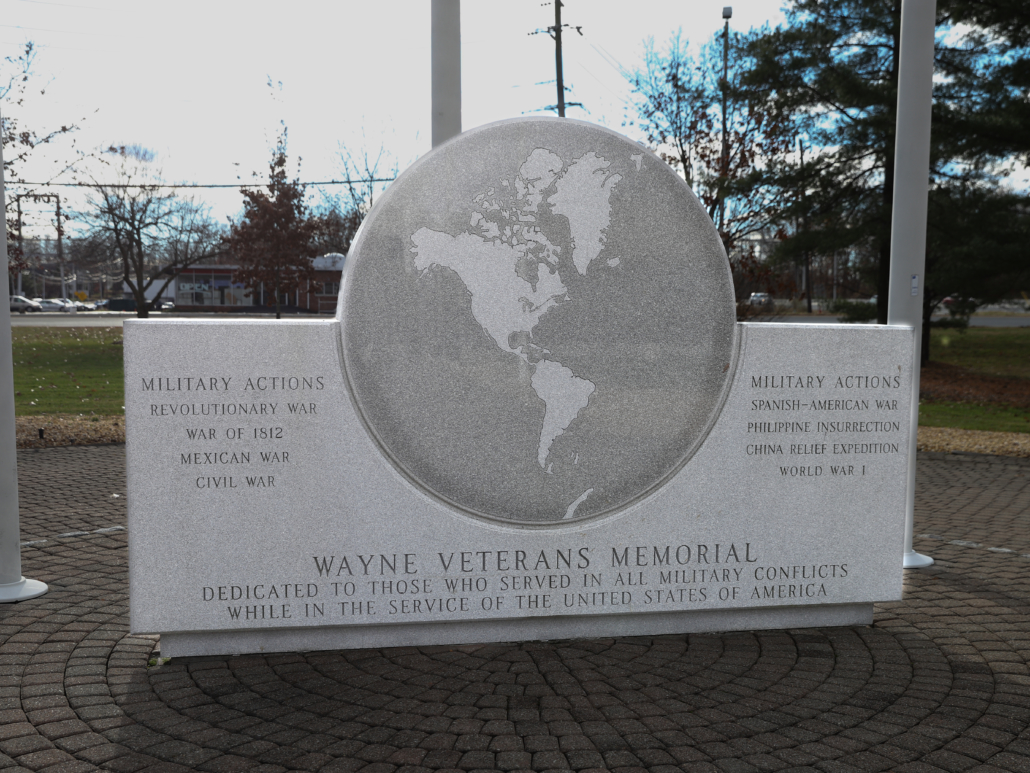 MILITARY ACTIONS
REVOLUTIONARY WAR
WAR OF 1812
MEXICAN WAR
CIVIL WAR
MILITARY ACTIONS
SPANISH-AMERICAN WAR
PHILIPPINE INSURRECTION
CHINA RELIEF EXPEDITION
WORLD WAR I
WAYNE VETERANS MEMORIAL
DEDICATED TO THOSE WHO SERVED IN ALL MILITARY CONFLICTS
WHILE IN THE SERVICE OF THE UNITED STATES OF AMERICA